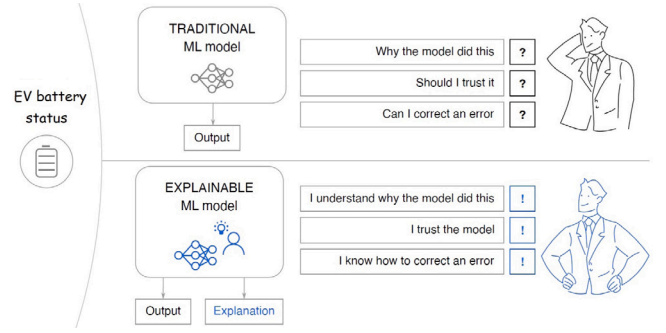 EV battery
status
TRADITIONAL
ML model
Output
Why the model did this ?
Should I trust it ?
Can I correct an error ?
EXPLAINABLE
ML model
Output
Explanation
I understand why the model did this !
I trust the model !
I know how to correct an error !